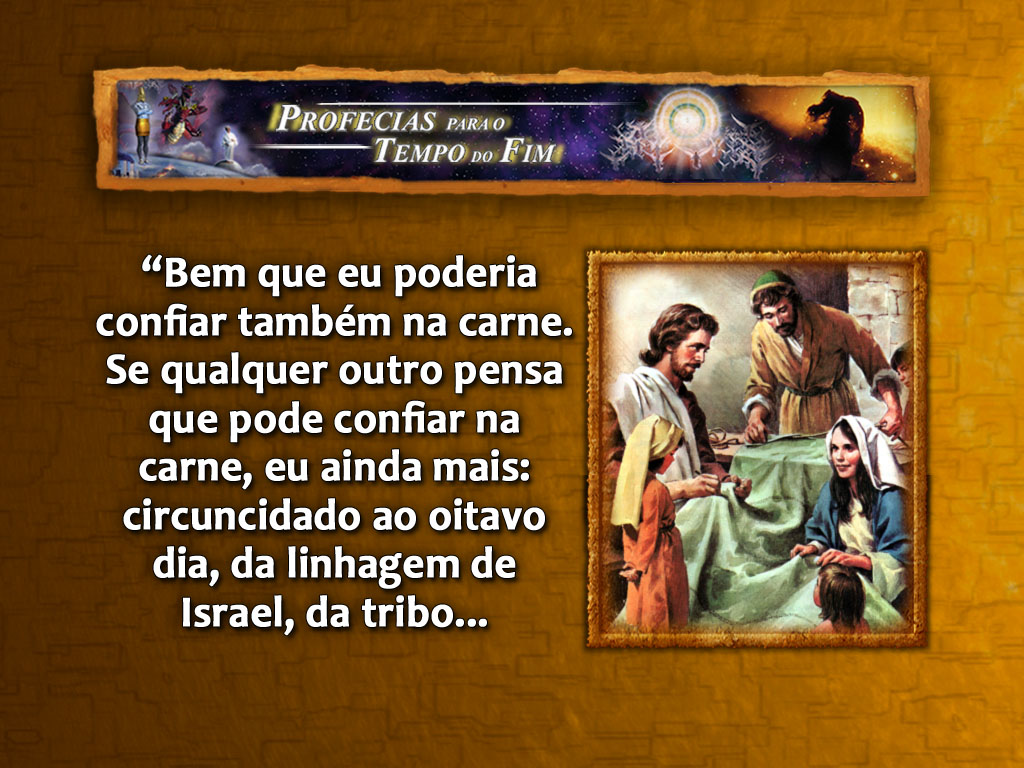 PROFECIAS PARA O
TEMPO DO FIM
“Bem que eu poderia
confiar também na carne.
Se qualquer outro pensa
que pode confiar na
carne, eu ainda mais:
circuncidado ao oitavo
dia, da linhagem de
Israel, da tribo...